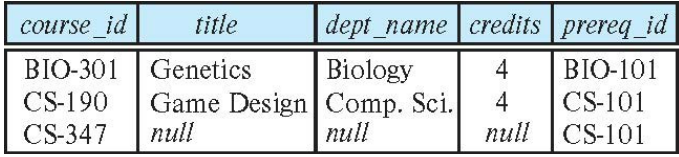 course_id title dept_name credits prereq_id
BIO-301 Genetics Biology 4 BIO-101
CS-190 Game Design Comp. Sci. 4 CS-101
CS-347 null null null CS-101